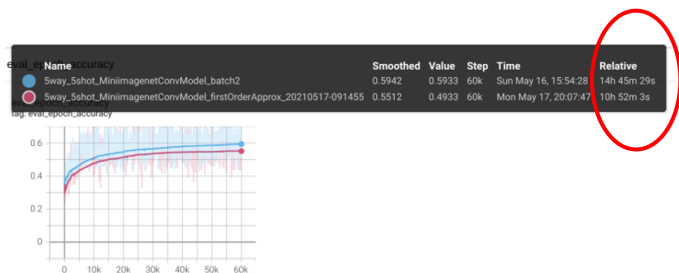 eval_epoch_accuracy
Name Smoothed Value Step Time Relative
5way_5shot_MiniimagenetConvModel_batch2 0.5942 0.5933 60k Sun May 16, 15:54:28 14h 45m 29s
5way_5shot_MiniimagenetConvModel_firstOrderApprox_20210517-091455 0.5512 0.4933 60k Mon May 17, 20:07:47 10h 52m 3s
eval_epoch_accuracy
tag: eval_epoch_accuracy
0.6
0.4
0.2
0
0 10k 20k 30k 40k 50k 60k